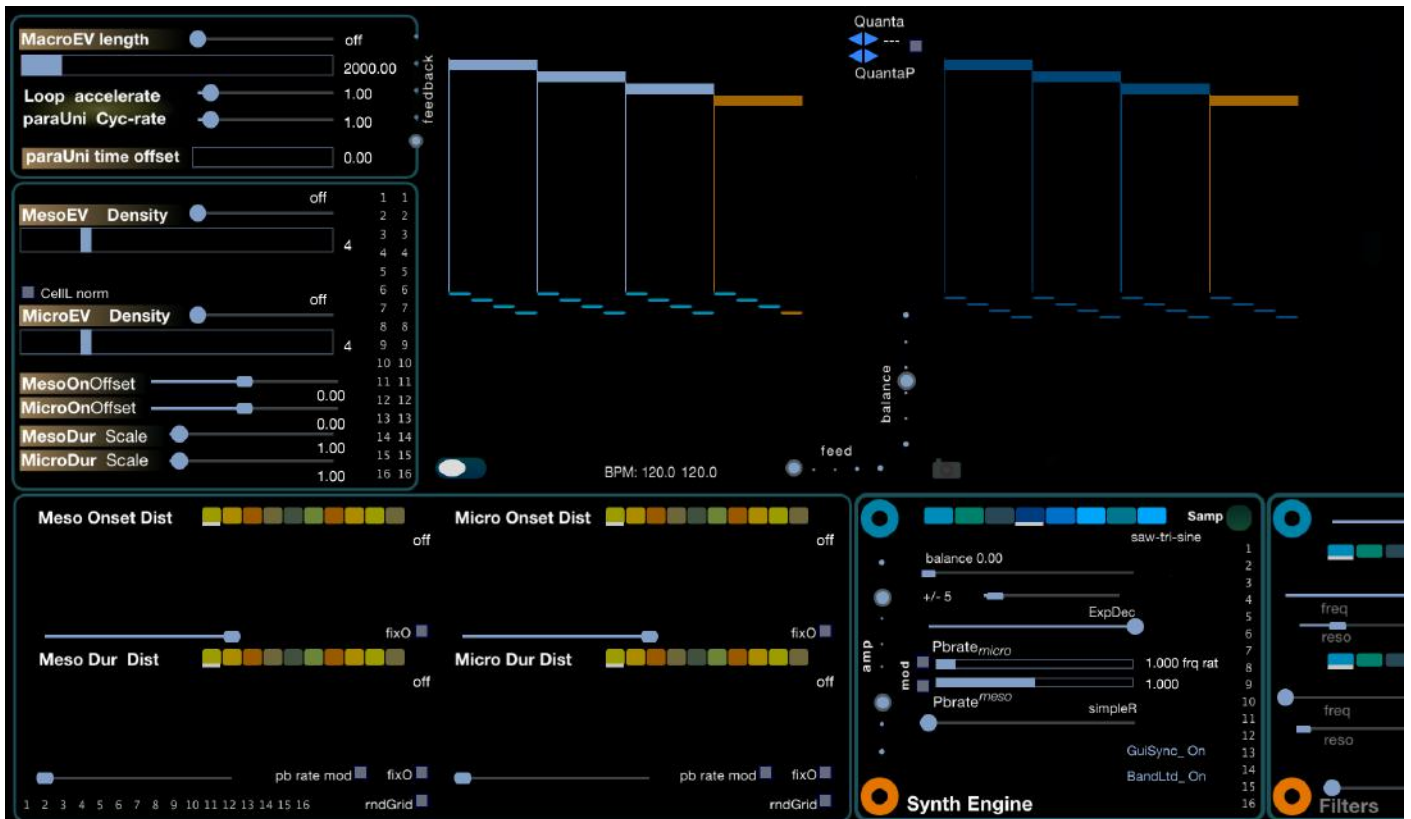 MacroEV length
off
2000.00
Loop accelerate
1.00
paraUni Cyc-rate
1.00
paraUni time offset
0.00
feedback
Quanta
---
QuantaP
off
MesoEV Density
4
CellL norm
off
MicroEV Density
4
MesoOnOffset
0.00
MicroOnOffset
0.00
MesoDur Scale
1.00
MicroDur Scale
1.00
1 1
2 2
3 3
4 4
5 5
6 6
7 7
8 8
9 9
10 10
11 11
12 12
13 13
14 14
15 15
16 16
balance
feed
BPM: 120.0 120.0
Meso Onset Dist
off
fixO
Meso Dur Dist
off
pb rate mod fixO
1 2 3 4 5 6 7 8 9 10 11 12 13 14 15 16
rndGrid
Micro Onset Dist
off
fixO
Micro Dur Dist
off
pb rate mod fixO
rndGrid
Samp
saw-tri-sine
balance 0.00
+/- 5
ExpDec
amp
mod
Pbrate micro
1.000 frq rat
1.000
Pbrate meso
simpleR
GuiSync_ On
BandLtd_ On
Synth Engine
1
2
3
4
5
6
7
8
9
10
11
12
13
14
15
16
freq
reso
freq
reso
Filters